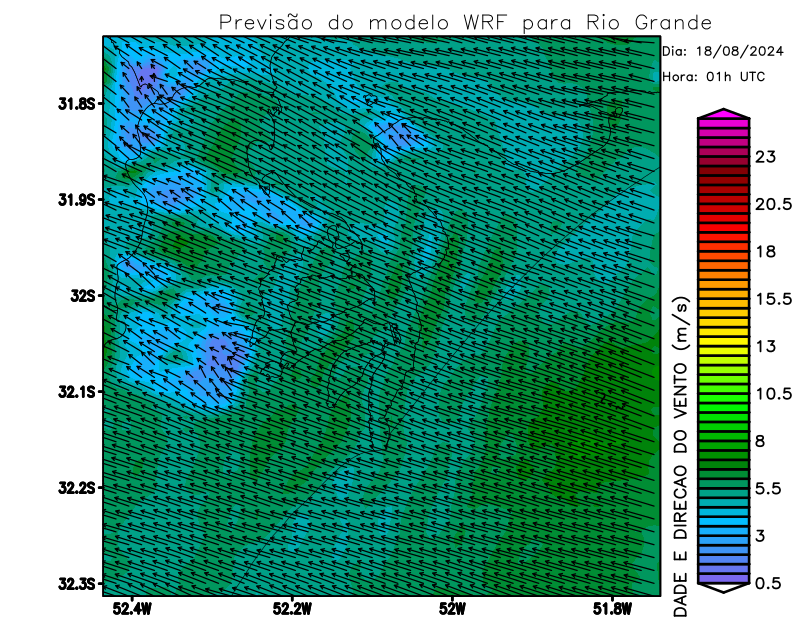 Previsão do modelo WRF para Rio Grande
Dia: 18/08/2024
Hora: 01h UTC
31.8S
31.9S
32S
32.1S
32.2S
32.3S
52.4W
52.2W
52W
51.8W
23
20.5
18
15.5
13
10.5
8
5.5
3
0.5
DADE E DIRECAO DO VENTO (m/s)